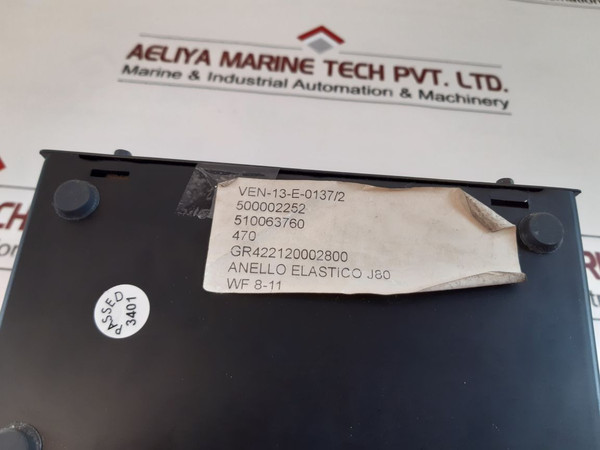 AELIYA MARINE TECH PVT. LTD.
Marine & Industrial Automation & Machinery
VEN-13-E-0137/2
500002252
510063760
470
GR422120002800
ANELLO ELASTICO J80
WF 8-11
PASSED
3401